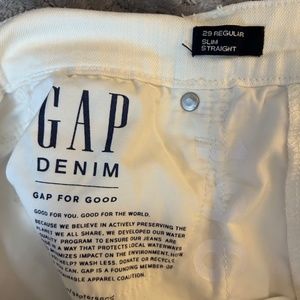 29 REGULAR
SLIM
STRAIGHT
GAP
DENIM
GAP FOR GOOD
GOOD FOR YOU. GOOD FOR THE WORLD.
BECAUSE WE BELIEVE IN ACTIVELY PRESERVING THE
PLANET WE ALL SHARE, WE DEVELOPED OUR WATER
QUALITY PROGRAM TO ENSURE OUR JEANS ARE
A WAY THAT PROTECTS LOCAL WATERWAYS
IMPACT ON THE ENVIRONMENT. HOW
HELP? WASH LESS. DONATE OR RECYCLE
CAN. GAP IS A FOUNDING MEMBER OF
APPAREL COALITION.